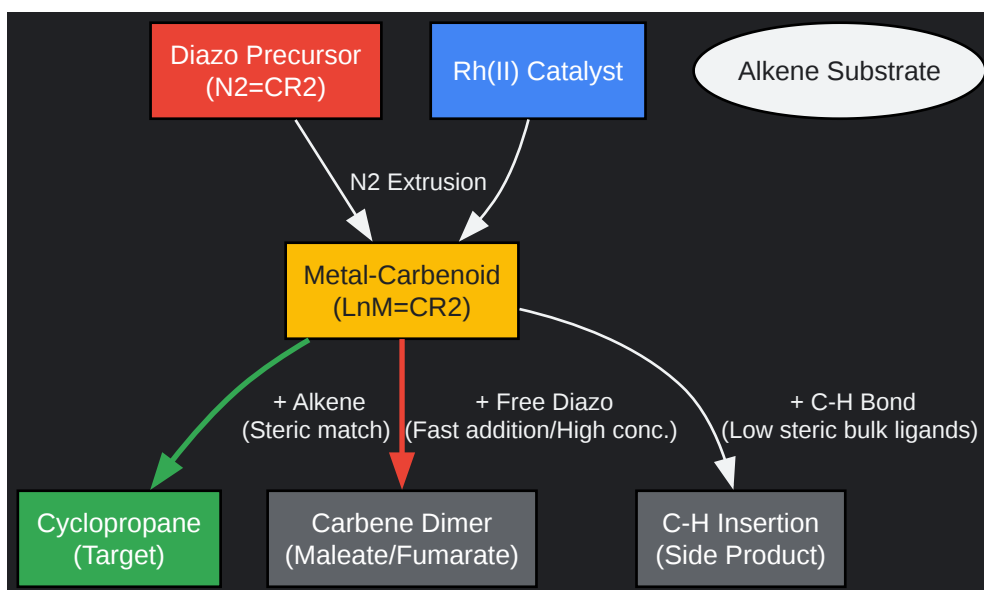 Diazo Precursor
(N2=CR2)
Rh(II) Catalyst
Alkene Substrate
N2 Extrusion
Metal-Carbenoid
(LnM=CR2)
+ Alkene
(Steric match)
+ Free Diazo
(Fast addition/High conc.)
+ C-H Bond
(Low steric bulk ligands)
Cyclopropane
(Target)
Carbene Dimer
(Maleate/Fumarate)
C-H Insertion
(Side Product)